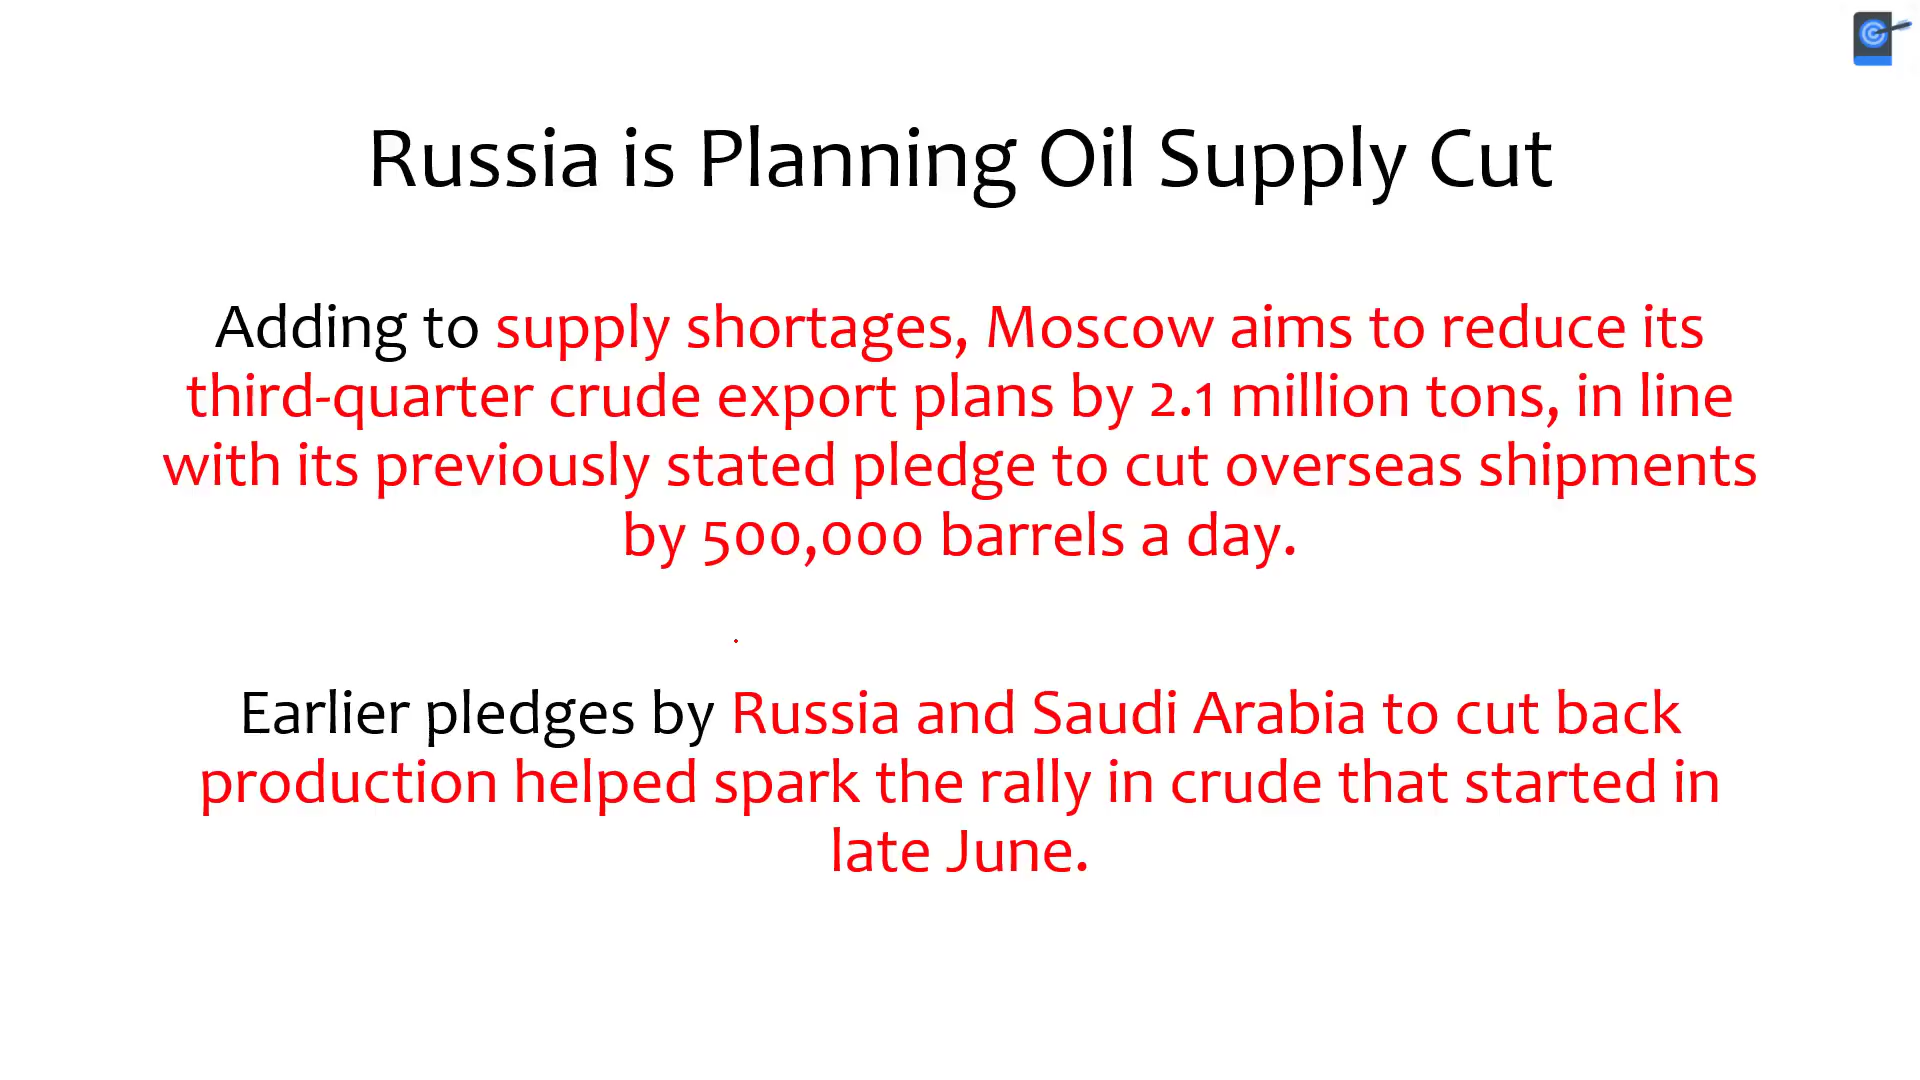 Russia is Planning Oil Supply Cut
Adding to supply shortages, Moscow aims to reduce its
third-quarter crude export plans by 2.1 million tons, in line
with its previously stated pledge to cut overseas shipments
by 500,000 barrels a day.
Earlier pledges by Russia and Saudi Arabia to cut back
production helped spark the rally in crude that started in
late June.